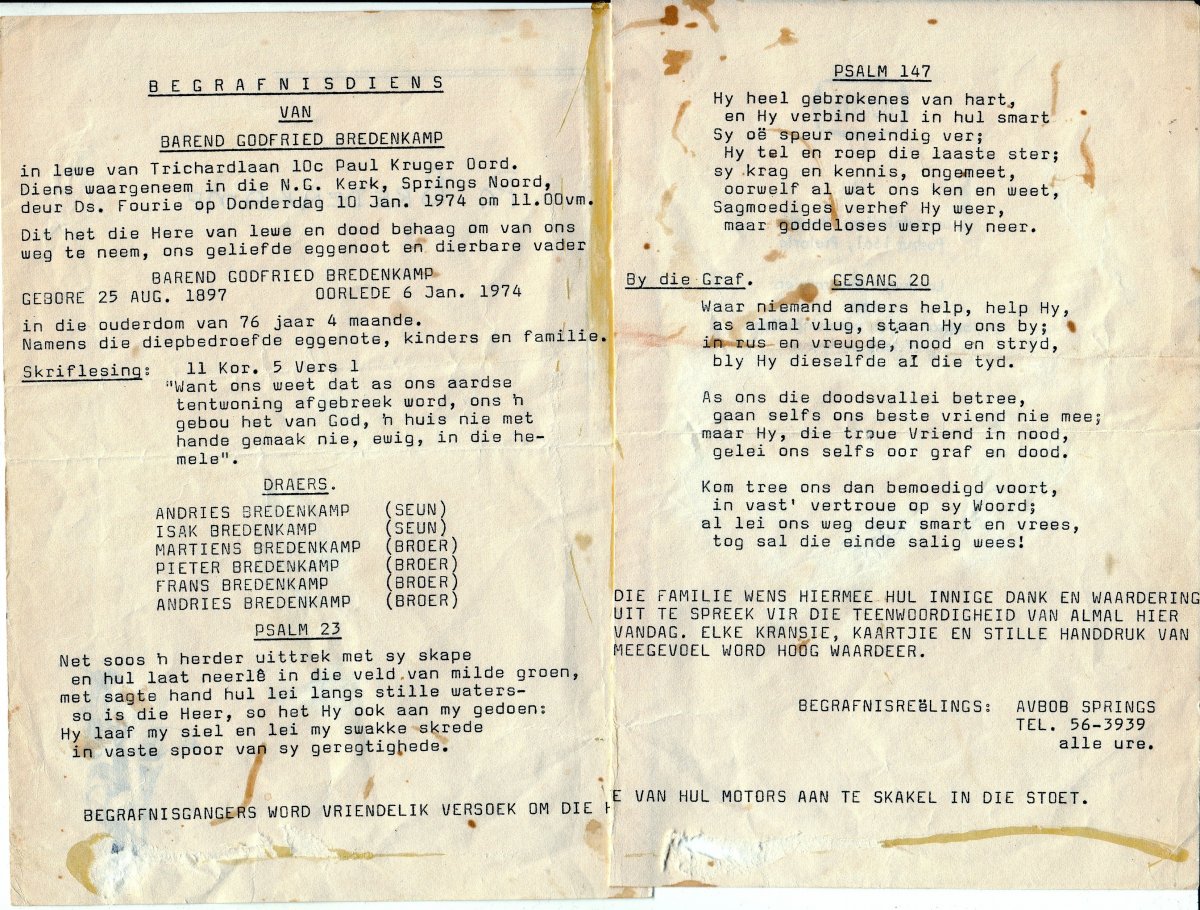 BEGRAFNISDIENS
VAN
BAREND GODFRIED BREDENKAMP
in lewe van Trichardlaan 10c Paul Kruger Oord.
Diens waargeneem in die N.G. Kerk, Springs Noord,
deur Ds. Fourie op Donderdag 10 Jan. 1974 om 11.00vm.
Dit het die Here van lewe en dood behaag om van ons
weg te neem, ons geliefde eggenoot en dierbare vader
BAREND GODFRIED BREDENKAMP
GEBORE 25 AUG. 1897 OORLEDE 6 Jan. 1974
in die ouderdom van 76 jaar 4 maande.
Namens die diepbedroefde eggenote, kinders en familie.
Skriflesing: 11 Kor. 5 Vers 1
"Want ons weet dat as ons aardse
tentwoning afgebreek word, ons 'n
gebou het van God, 'n huis nie met
hande gemaak nie, ewig, in die he-
mele".
DRAERS.
ANDRIES BREDENKAMP (SEUN)
ISAK BREDENKAMP (SEUN)
MARTIENS BREDENKAMP (BROER)
PIETER BREDENKAMP (BROER)
FRANS BREDENKAMP (BROER)
ANDRIES BREDENKAMP (BROER)
PSALM 23
Net soos 'n herder uittrek met sy skape
en hul laat neerlê in die veld van milde groen,
met sagte hand hul lei langs stille waters-
so is die Heer, so het Hy ook aan my gedoen:
Hy laaf my siel en lei my swakke skrede
in vaste spoor van sy geregtighede.
BEGRAFNISGANGERS WORD VRIENDELIK VERSOEK OM DIE
PSALM 147
Hy heel gebrokenes van hart,
en Hy verbind hul in hul smart
Sy oë speur oneindig ver;
Hy tel en roep die laaste ster;
sy krag en kennis, ongemeet,
oorwelf al wat ons ken en weet,
Sagmoediges verhef Hy weer,
maar goddeloses werp Hy neer.
By die Graf. GESANG 20
Waar niemand anders help, help Hy,
as almal vlug, staan Hy ons by;
in rus en vreugde, nood en stryd,
bly Hy dieselfde al die tyd.
As ons die doodsvallei betree,
gaan selfs ons beste vriend nie mee;
maar Hy, die troue Vriend in nood,
gelei ons selfs oor graf en dood.
Kom tree ons dan bemoedigd voort,
in vast' vertroue op sy Woord;
al lei ons weg deur smart en vrees,
tog sal die einde salig wees!
DIE FAMILIE WENS HIERMEE HUL INNIGE DANK EN WAARDERING
UIT TE SPREEK VIR DIE TEENWOORDIGHEID VAN ALMAL HIER
VANDAG. ELKE KRANSIE, KAARTJIE EN STILLE HANDDRUK VAN
MEEGEVOEL WORD HOOG WAARDEER.
BEGRAFNISREëLINGS: AVBOB SPRINGS
TEL. 56-3939
alle ure.
VAN HUL MOTORS AAN TE SKAKEL IN DIE STOET.